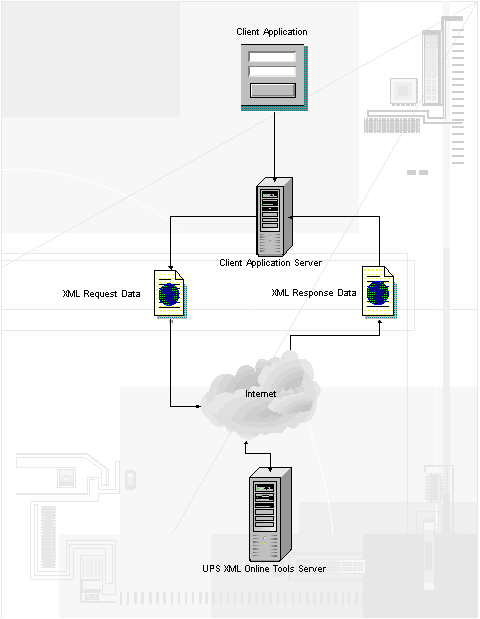 Client Application
Client Application Server
XML Request Data
XML Response Data
Internet
UPS XML Online Tools Server